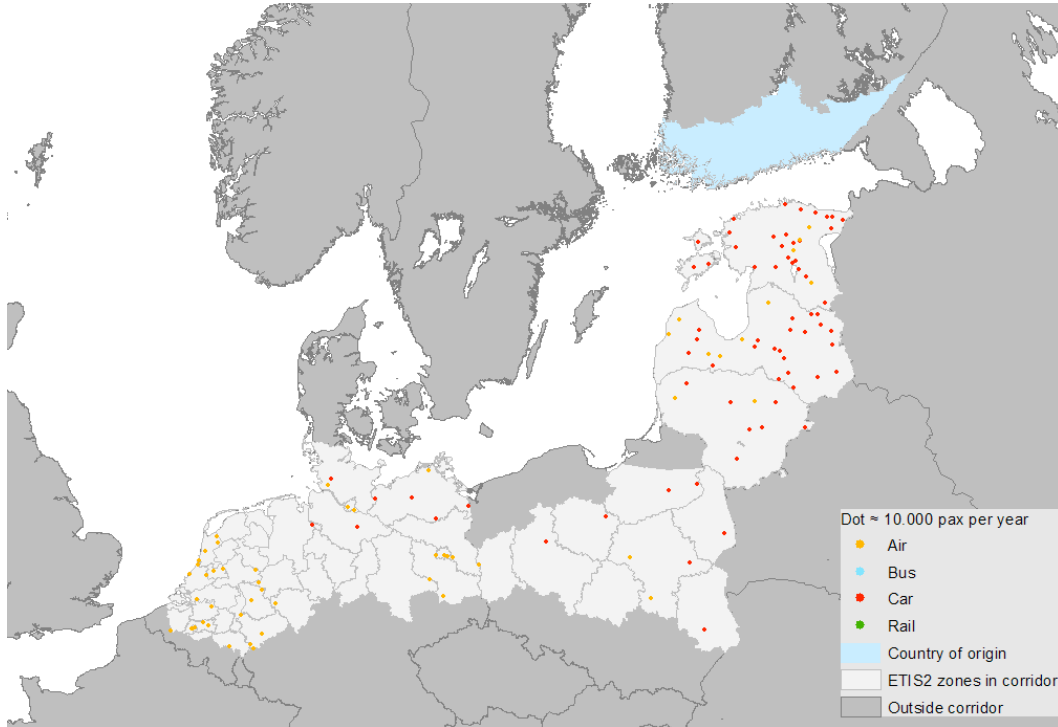 Dot ≈ 10.000 pax per year
Air
Bus
Car
Rail
Country of origin
ETIS2 zones in corridor
Outside corridor